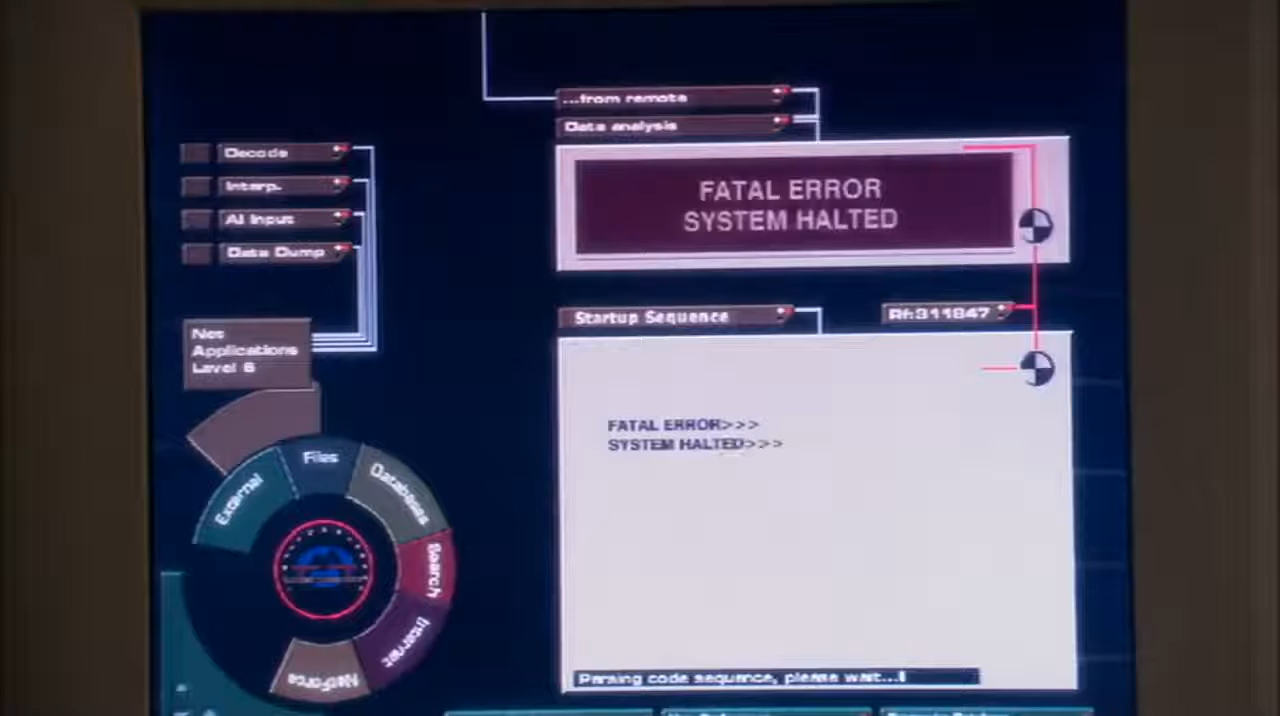 ...from remote
Data analysis
Decode
Interp.
AI Input
Data Dump
FATAL ERROR
SYSTEM HALTED
Startup Sequence
Rf:311847
Net
Applications
Level 6
FATAL ERROR>>>
SYSTEM HALTED>>>
External
Files
Databases
Search
Internet
NetForce
Parsing code sequence, please wait...